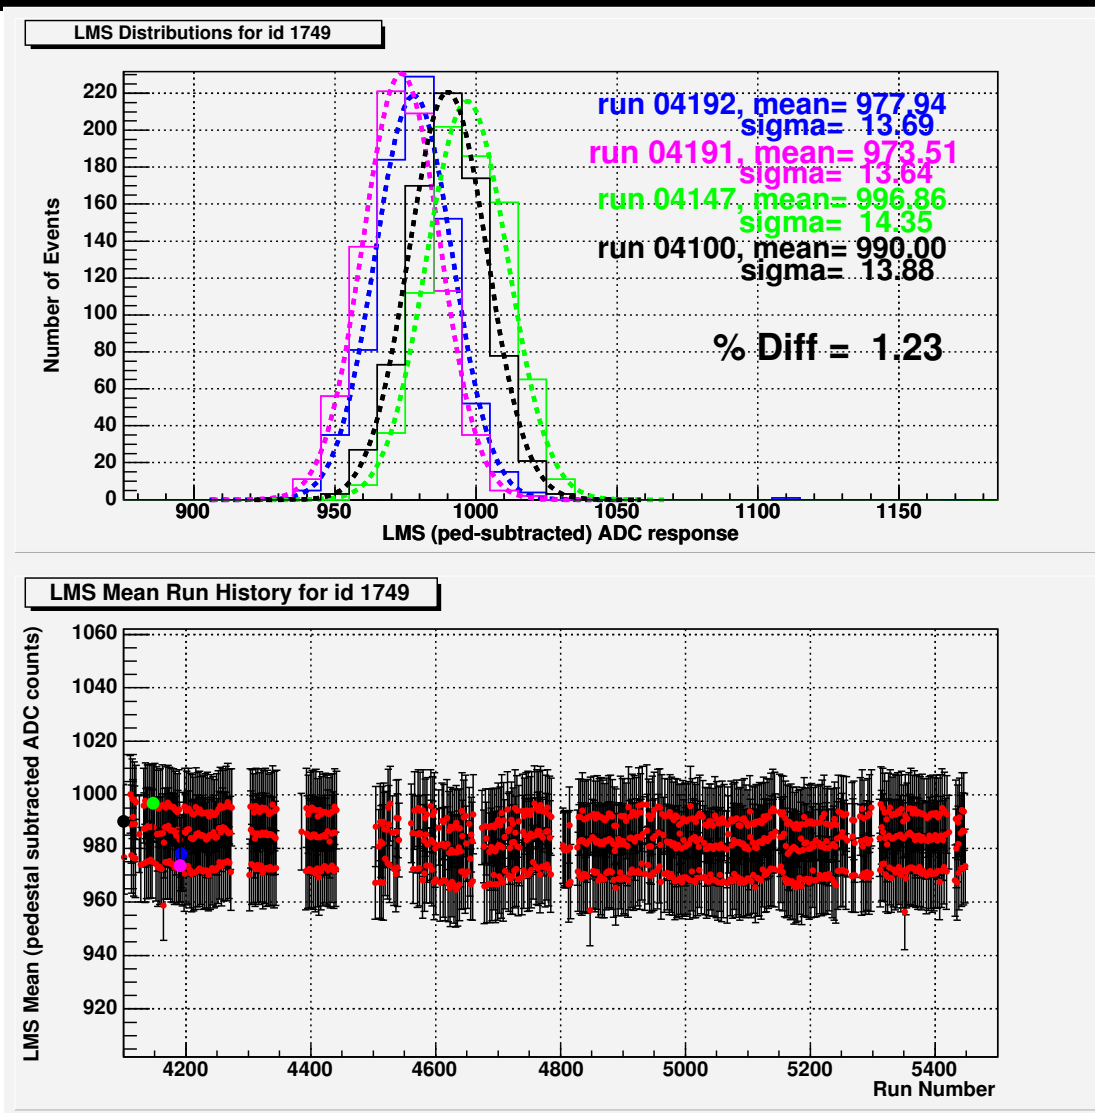 LMS Distributions for id 1749
Number of Events
220
200
180
160
140
120
100
80
60
40
20
0
run 04192, mean= 977.94
sigma= 13.69
run 04191, mean= 973.51
sigma= 13.64
run 04147, mean= 996.86
sigma= 14.35
run 04100, mean= 990.00
sigma= 13.88
% Diff = 1.23
900 950 1000 1050 1100 1150
LMS (ped-subtracted) ADC response
LMS Mean Run History for id 1749
LMS Mean (pedestal subtracted ADC counts)
1060
1040
1020
1000
980
960
940
920
4200 4400 4600 4800 5000 5200 5400
Run Number